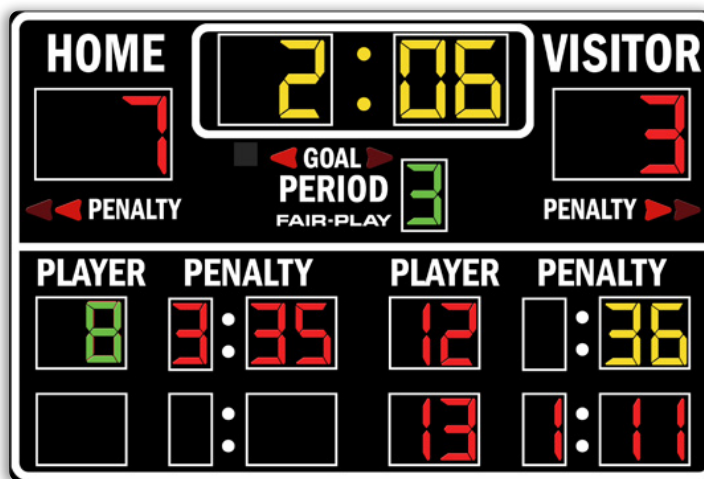 HOME 2:06 VISITOR
7 3
GOAL
PERIOD 3
FAIR-PLAY
PENALTY PENALTY
PLAYER PENALTY PLAYER PENALTY
8 3:35 12 :36
: 13 1:11